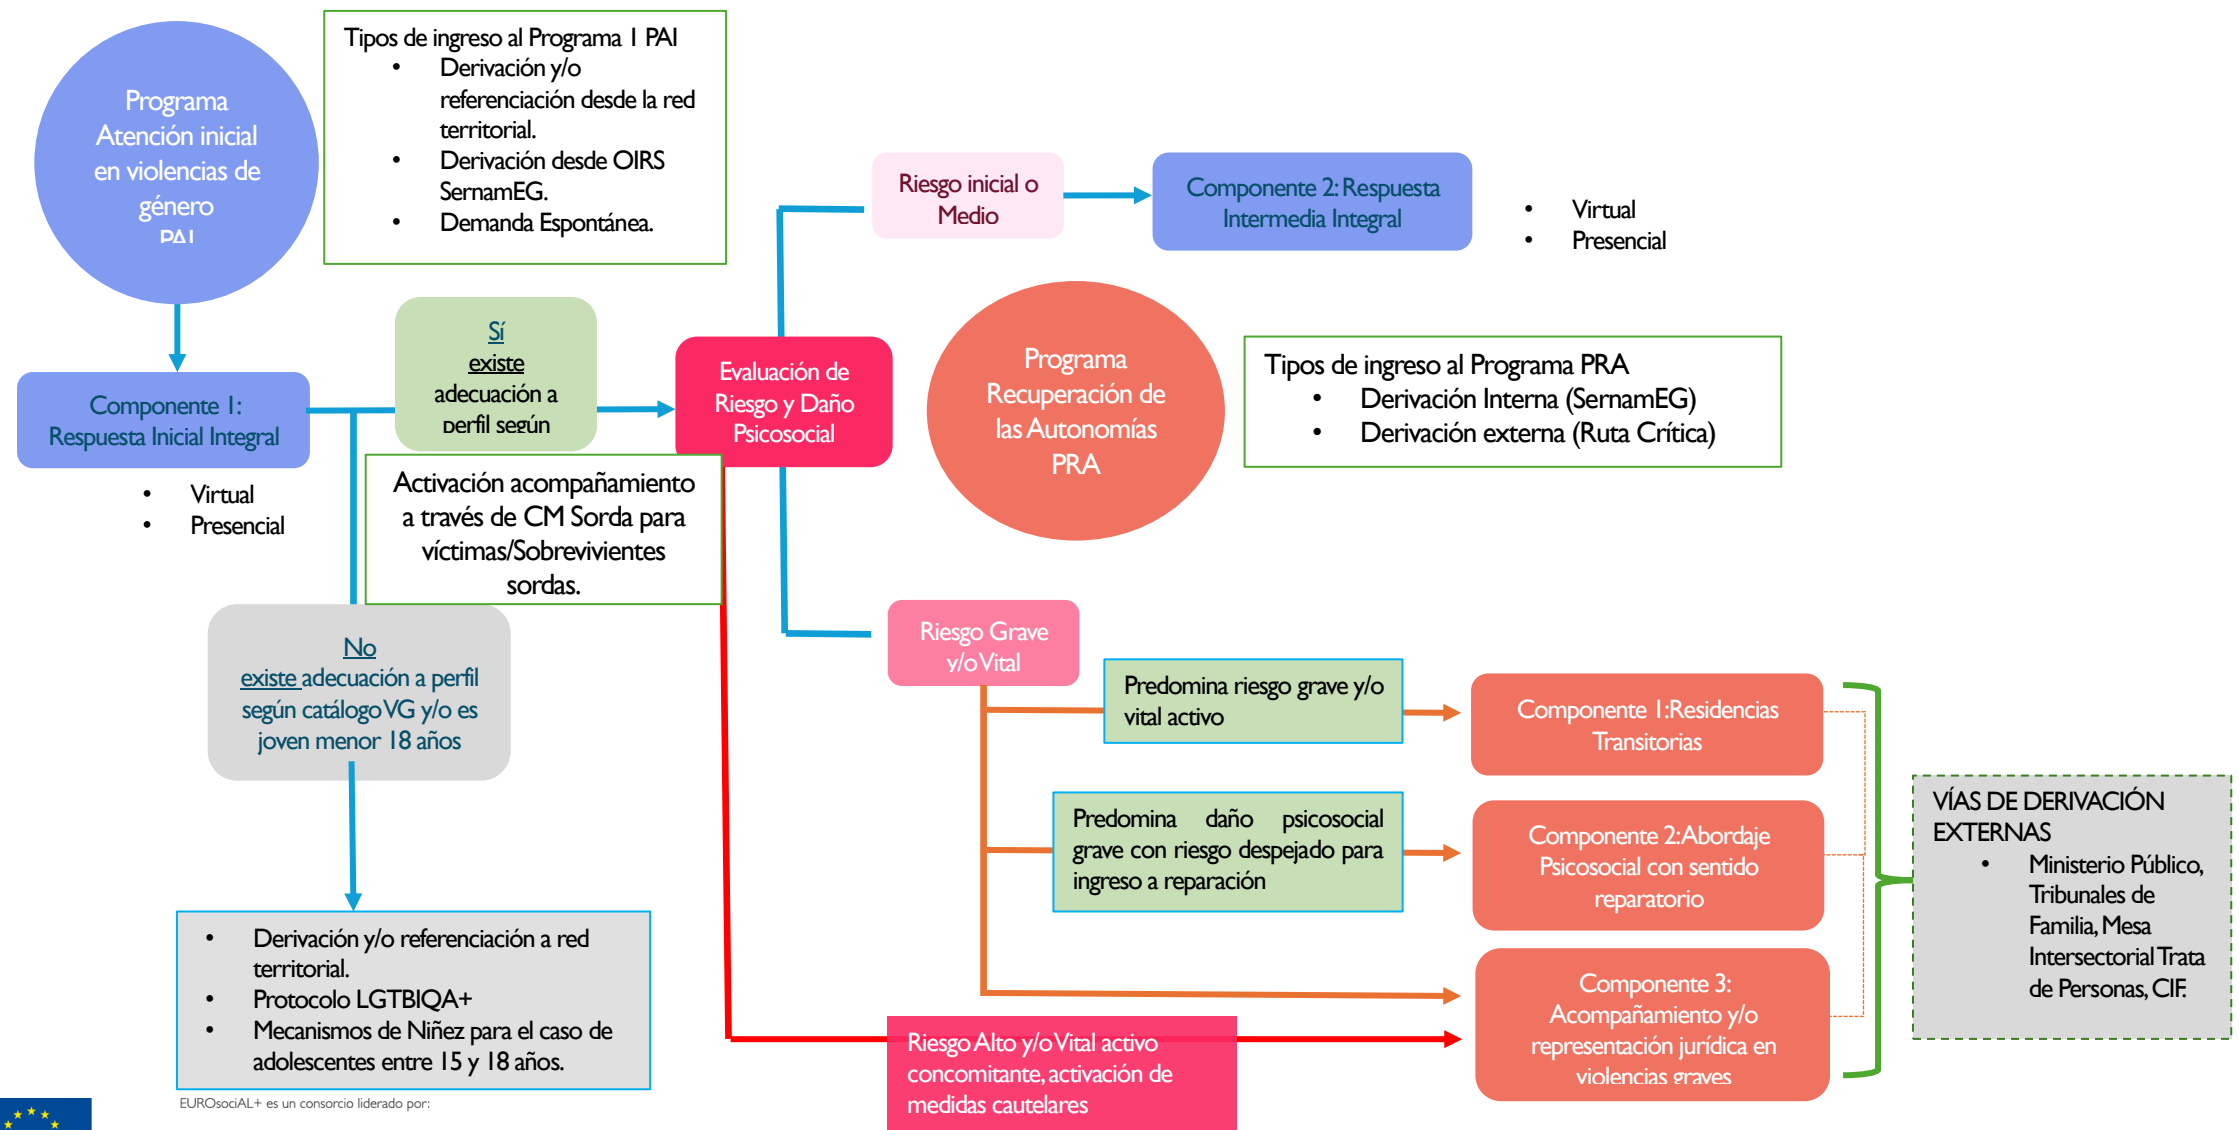 Programa
Atención inicial
en violencias de
género
PAI
Tipos de ingreso al Programa 1 PAI
• Derivación y/o
referenciación desde la red
territorial.
• Derivación desde OIRS
SernamEG.
• Demanda Espontánea.
Riesgo inicial o
Medio
Componente 2: Respuesta
Intermedia Integral
• Virtual
• Presencial
Componente 1:
Respuesta Inicial Integral
• Virtual
• Presencial
Sí
existe
adecuación a
perfil según
Evaluación de
Riesgo y Daño
Psicosocial
Programa
Recuperación de
las Autonomías
PRA
Tipos de ingreso al Programa PRA
• Derivación Interna (SernamEG)
• Derivación externa (Ruta Crítica)
Activación acompañamiento
a través de CM Sorda para
víctimas/Sobrevivientes
sordas.
No
existe adecuación a perfil
según catálogo VG y/o es
joven menor 18 años
• Derivación y/o referenciación a red
territorial.
• Protocolo LGTBIQA+
• Mecanismos de Niñez para el caso de
adolescentes entre 15 y 18 años.
Riesgo Grave
y/o Vital
Predomina riesgo grave y/o
vital activo
Componente 1:Residencias
Transitorias
Predomina daño psicosocial
grave con riesgo despejado para
ingreso a reparación
Componente 2:Abordaje
Psicosocial con sentido
reparatorio
Riesgo Alto y/o Vital activo
concomitante, activación de
medidas cautelares
Componente 3:
Acompañamiento y/o
representación jurídica en
violencias graves
VÍAS DE DERIVACIÓN
EXTERNAS
• Ministerio Público,
Tribunales de
Familia, Mesa
Intersectorial Trata
de Personas, CIF.
EUROsociAL+ es un consorcio liderado por: